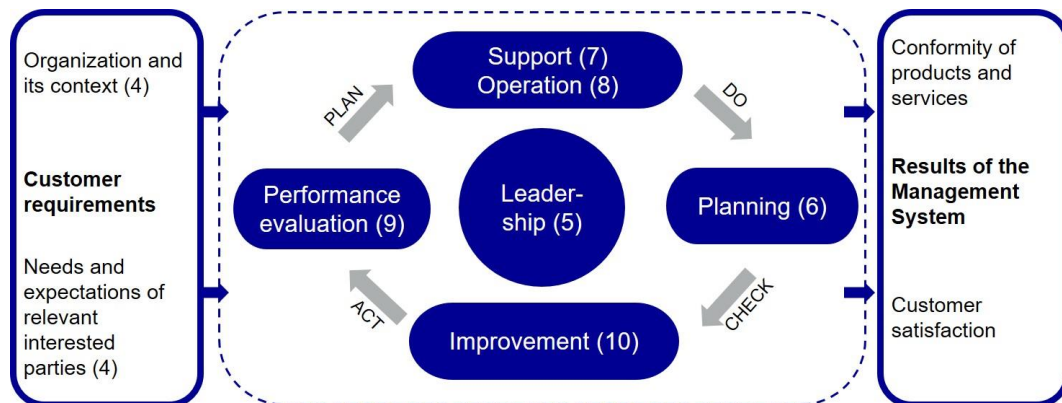 Organization and
its context (4)
Customer
requirements
Needs and
expectations of
relevant
interested
parties (4)
PLAN
Support (7)
Operation (8)
DO
Performance
evaluation (9)
Leader-
ship (5)
Planning (6)
ACT
Improvement (10)
CHECK
Conformity of
products and
services
Results of the
Management
System
Customer
satisfaction